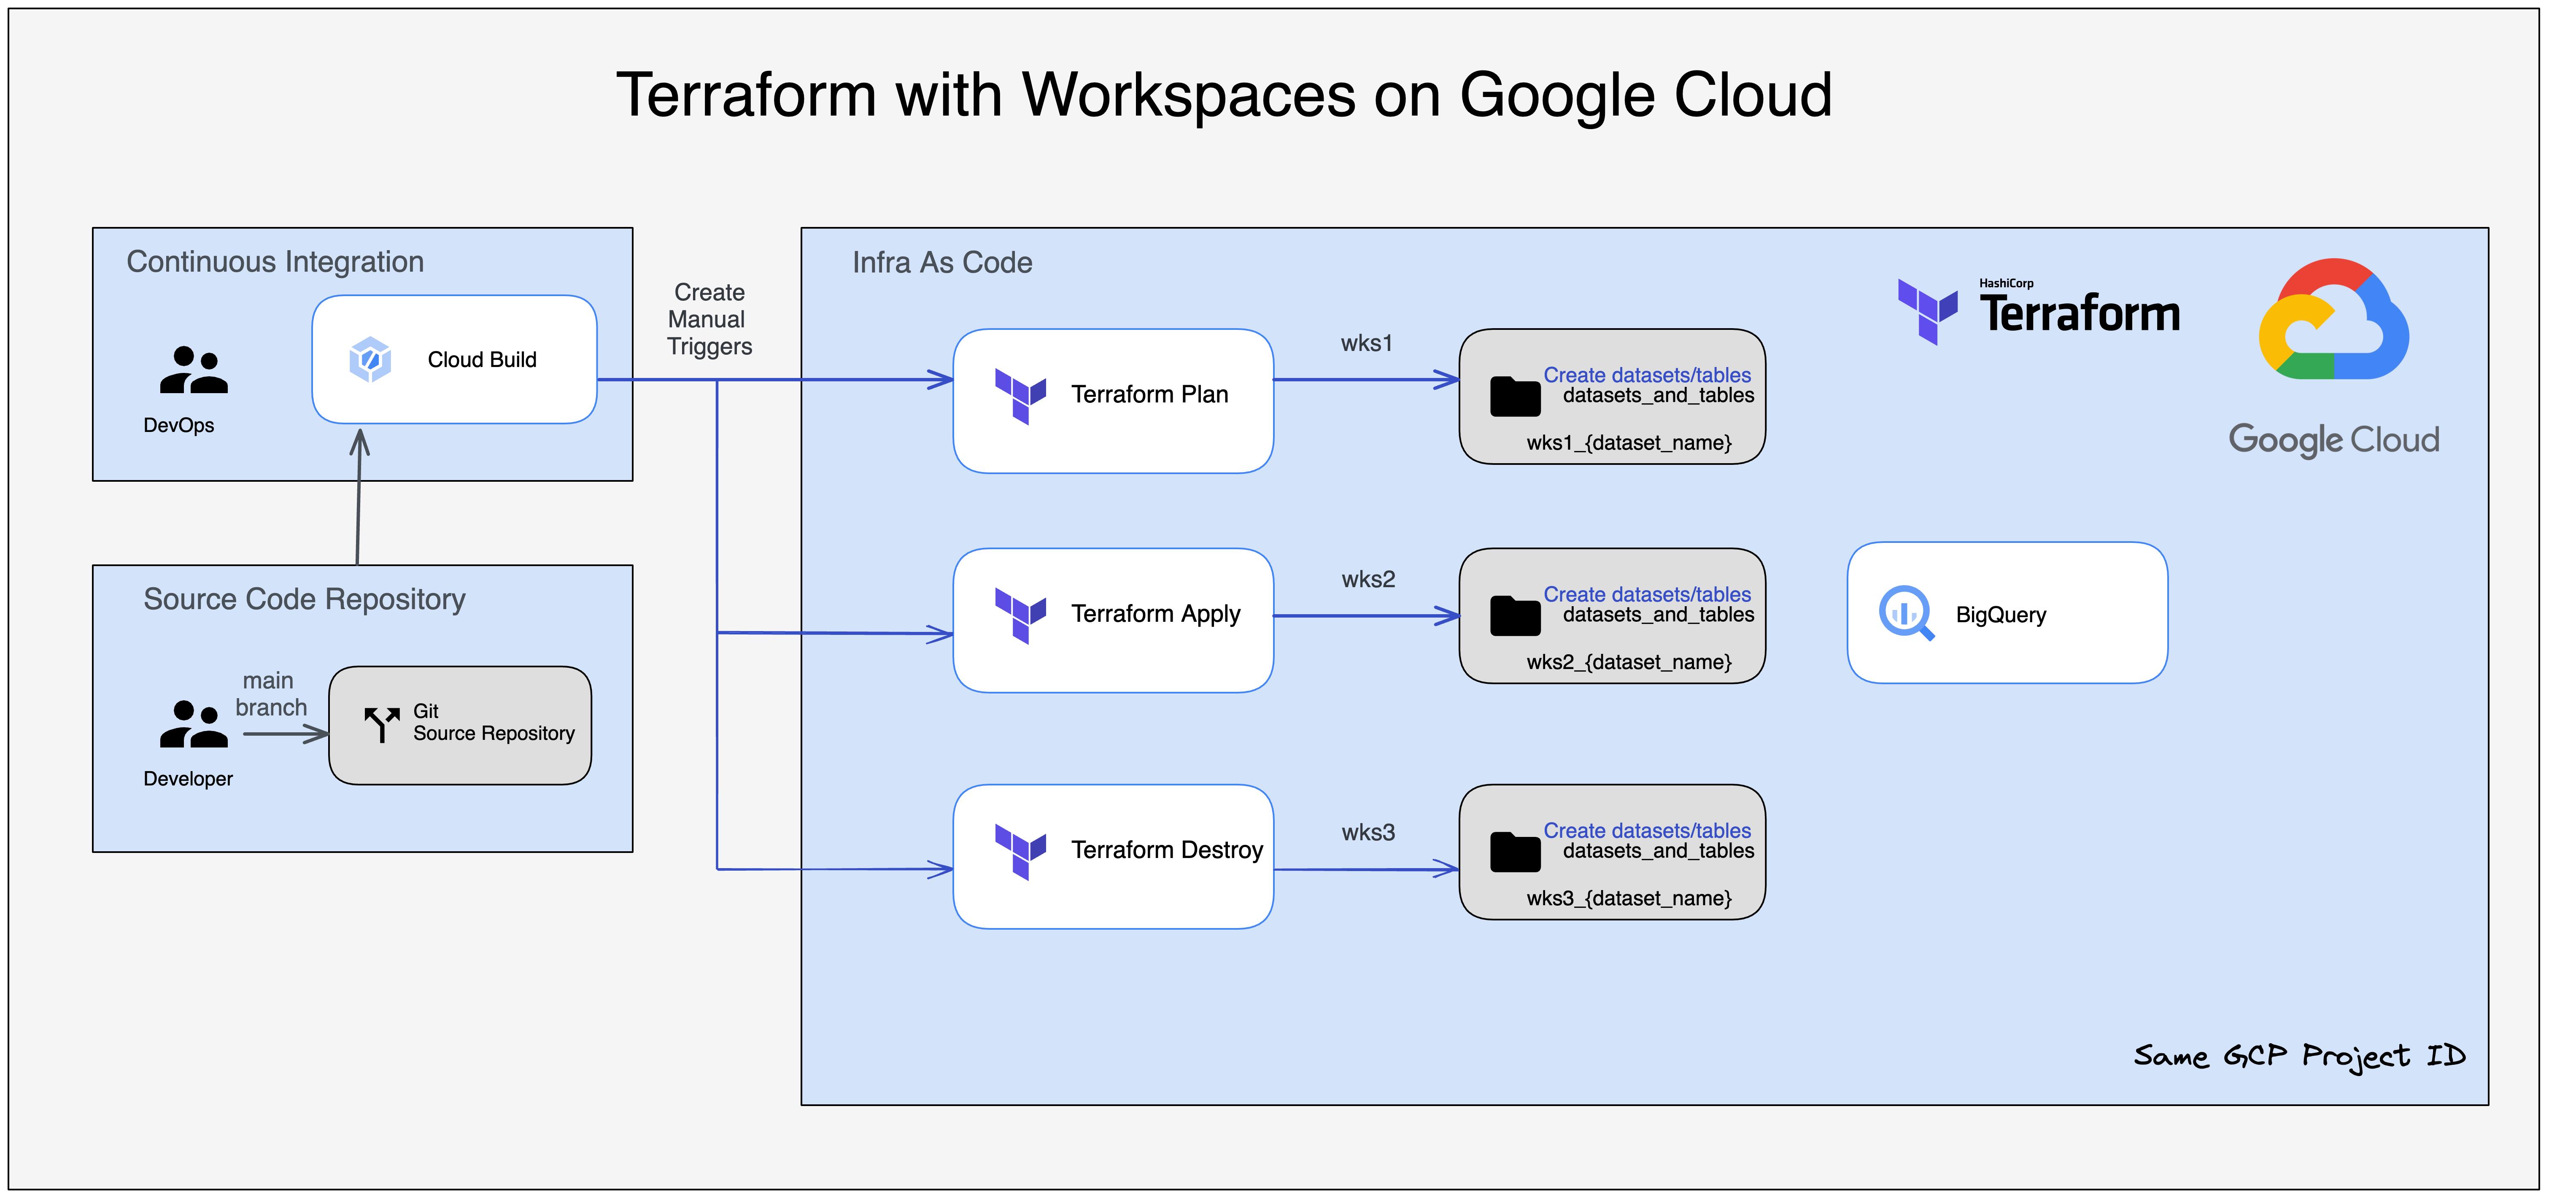 Terraform with Workspaces on Google Cloud
Continuous Integration
Cloud Build
DevOps
Create
Manual
Triggers
Source Code Repository
main
branch
Git
Source Repository
Developer
Infra As Code
HashiCorp
Terraform
Google Cloud
Terraform Plan
wks1
Create datasets/tables
datasets_and_tables
wks1_{dataset_name}
Terraform Apply
wks2
Create datasets/tables
datasets_and_tables
wks2_{dataset_name}
BigQuery
Terraform Destroy
wks3
Create datasets/tables
datasets_and_tables
wks3_{dataset_name}
Same GCP Project ID